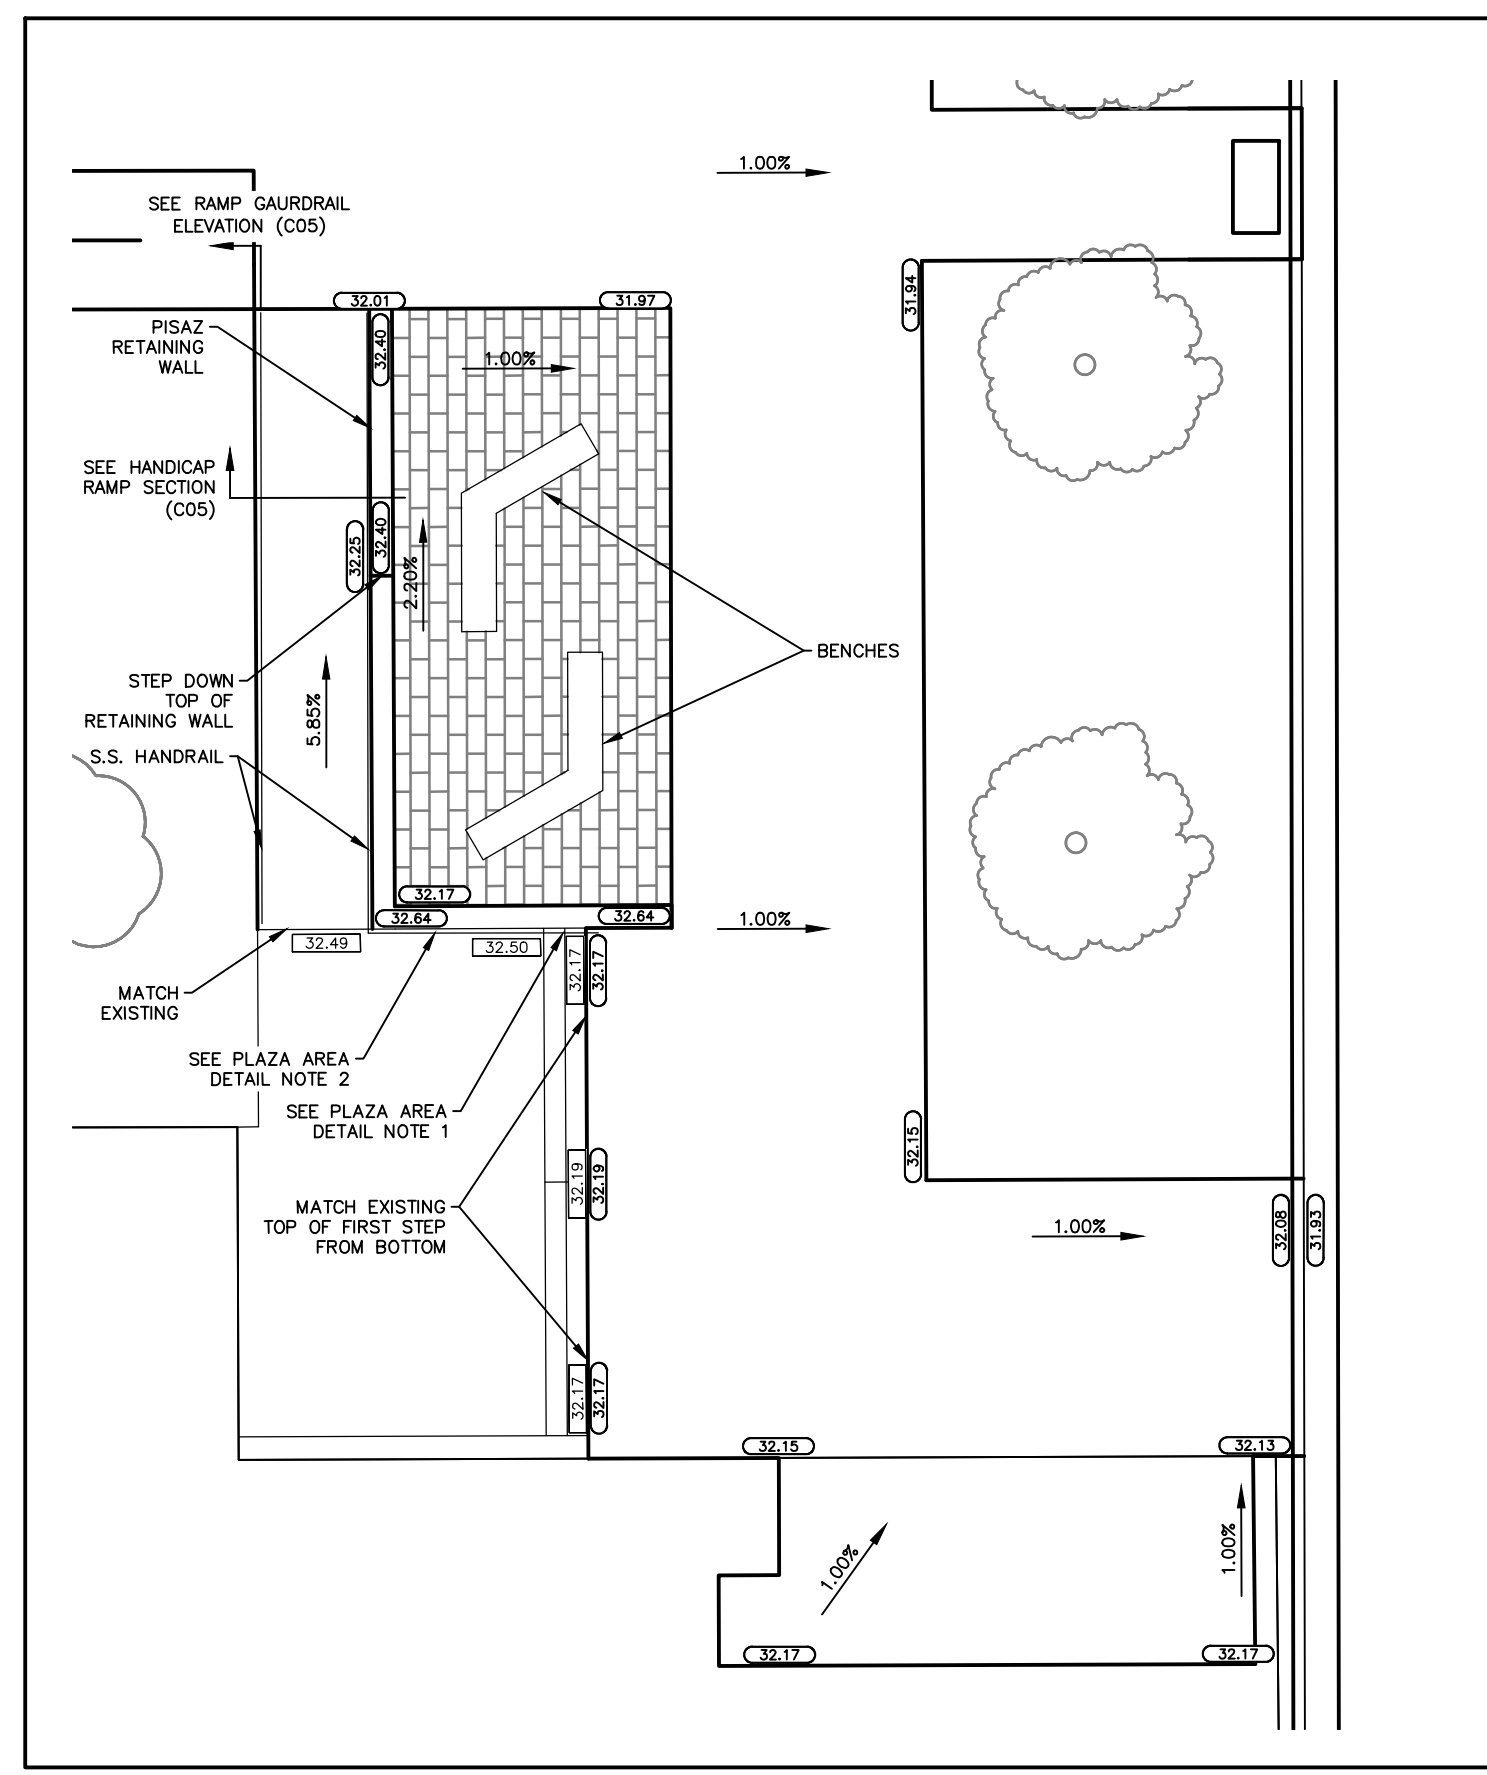 1.00%
SEE RAMP GAURDRAIL
ELEVATION (C05)
31.94
32.01
31.97
PISAZ
RETAINING
WALL
32.40
1.00%
SEE HANDICAP
RAMP SECTION
(C05)
32.25
32.40
2.20%
BENCHES
STEP DOWN
TOP OF
RETAINING WALL
5.85%
S.S. HANDRAIL
32.17
32.64
32.64
1.00%
32.49
32.50
32.17
32.17
MATCH
EXISTING
SEE PLAZA AREA
DETAIL NOTE 2
SEE PLAZA AREA
DETAIL NOTE 1
32.15
32.19
32.19
MATCH EXISTING
TOP OF FIRST STEP
FROM BOTTOM
1.00%
32.08
31.93
32.17
32.17
32.15
32.13
1.00%
1.00%
32.17
32.17